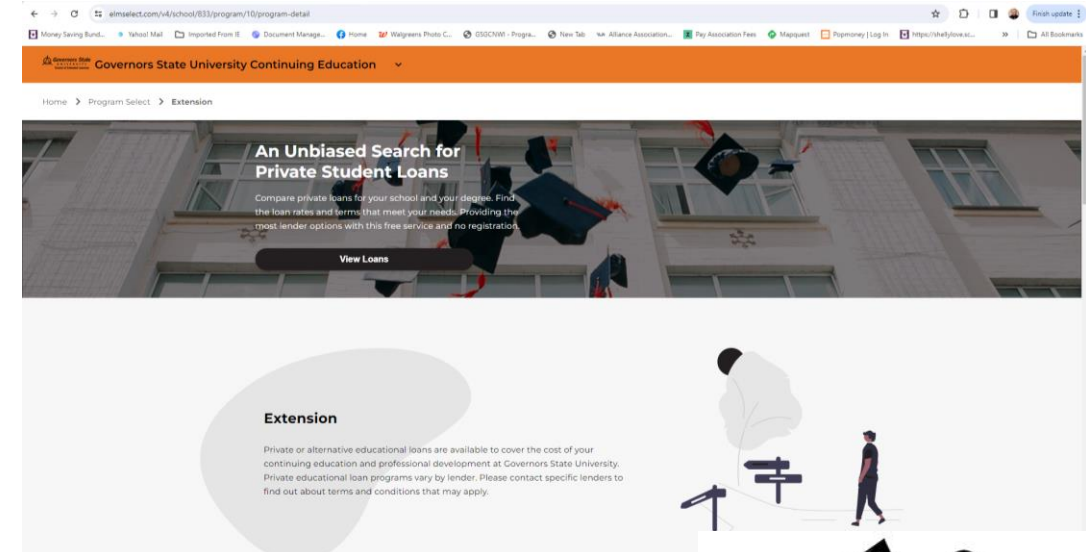 elmselect.com/v4/school/833/program/10/program-detail
Finish update
Money Saving Bund... Yahoo! Mail Imported From IE Document Manage... Home Walgreens Photo C... OSGCNWI - Progra... New Tab Alliance Association... Pay Association Fees Mapquest Popmoney | Log In https://shellylove.sc... All Bookmarks
Governors State University Continuing Education
Home > Program Select > Extension
An Unbiased Search for
Private Student Loans
Compare private loans for your school and your degree. Find
the loan rates and terms that meet your needs. Providing the
most lender options with this free service and no registration.
View Loans
Extension
Private or alternative educational loans are available to cover the cost of your
continuing education and professional development at Governors State University.
Private educational loan programs vary by lender. Please contact specific lenders to
find out about terms and conditions that may apply.